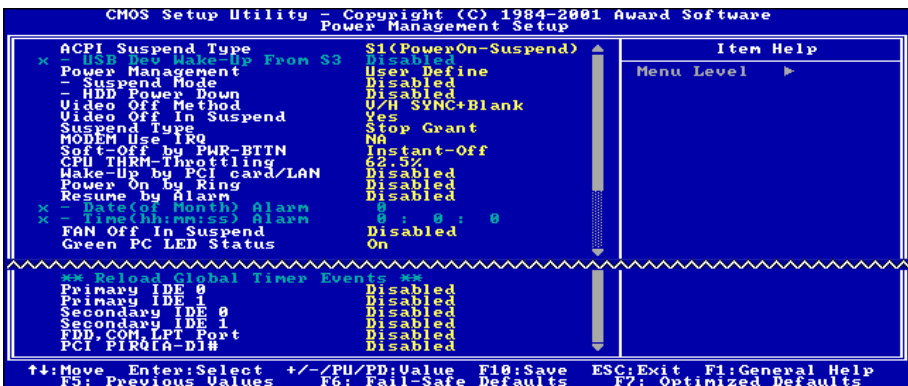 CMOS Setup Utility – Copyright (C) 1984-2001 Award Software
Power Management Setup
ACPI Suspend Type S1(PowerOn-Suspend)
x - USB Dev Wake-Up From S3 Disabled
Power Management User Define
- Suspend Mode Disabled
- HDD Power Down Disabled
Video Off Method V/H SYNC+Blank
Video Off In Suspend Yes
Suspend Type Stop Grant
MODEM Use IRQ NA
Soft-Off by PWR-BTTN Instant-Off
CPU THRM-Throttling 62.5%
Wake-Up by PCI card/LAN Disabled
Power On by Ring Disabled
Resume by Alarm Disabled
x - Date(of Month) Alarm 0
x - Time(hh:mm:ss) Alarm 0 : 0 : 0
FAN Off In Suspend Disabled
Green PC LED Status On
Item Help
Menu Level ►
** Reload Global Timer Events **
Primary IDE 0 Disabled
Primary IDE 1 Disabled
Secondary IDE 0 Disabled
Secondary IDE 1 Disabled
FDD,COM,LPT Port Disabled
PCI PIRQ[A-D]# Disabled
↑↓:Move Enter:Select +/-/PU/PD:Value F10:Save ESC:Exit F1:General Help
F5: Previous Values F6: Fail-Safe Defaults F7: Optimized Defaults